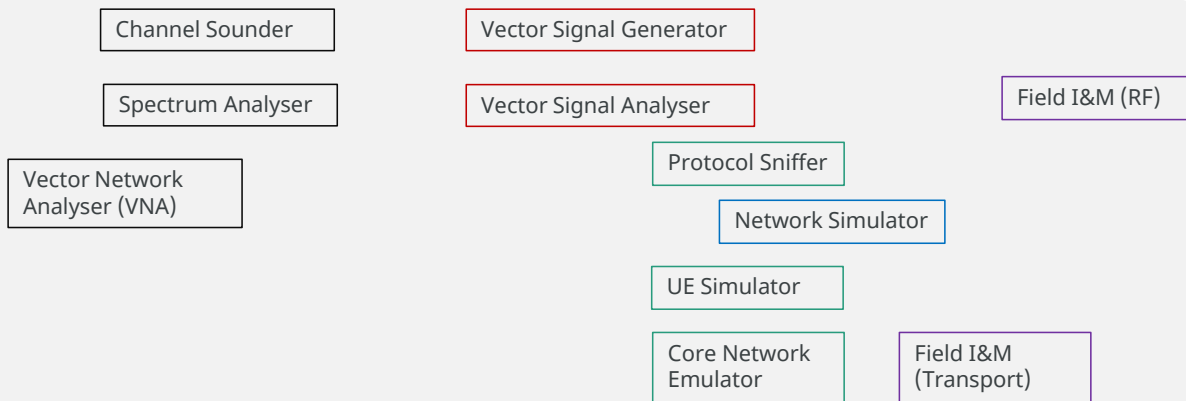 Channel Sounder
Vector Signal Generator
Spectrum Analyser
Vector Signal Analyser
Field I&M (RF)
Protocol Sniffer
Vector Network
Analyser (VNA)
Network Simulator
UE Simulator
Core Network
Emulator
Field I&M
(Transport)